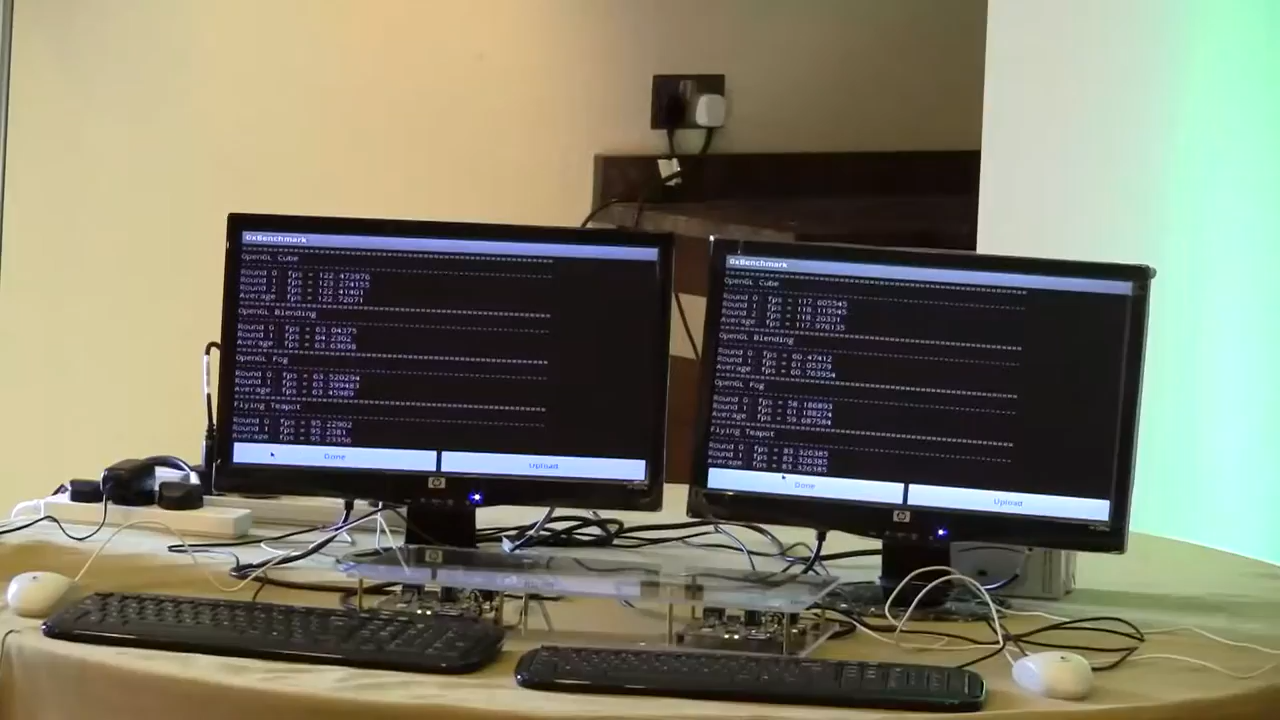 0xBenchmark
OpenGL Cube
Round 0: fps = 122.473976
Round 1: fps = 123.274155
Round 2: fps = 122.41401
Average: fps = 122.72071
OpenGL Blending
Round 0: fps = 63.04375
Round 1: fps = 64.2302
Average: fps = 63.63698
OpenGL Fog
Round 0: fps = 63.520294
Round 1: fps = 63.399483
Average: fps = 63.45989
Flying Teapot
Round 0: fps = 95.22902
Round 1: fps = 95.2381
Average: fps = 95.23356
Done
Upload
hp
0xBenchmark
OpenGL Cube
Round 0: fps = 117.605545
Round 1: fps = 118.119545
Round 2: fps = 118.20331
Average: fps = 117.976135
OpenGL Blending
Round 0: fps = 60.47412
Round 1: fps = 61.05379
Average: fps = 60.763954
OpenGL Fog
Round 0: fps = 58.186893
Round 1: fps = 61.188274
Average: fps = 59.687584
Flying Teapot
Round 0: fps = 83.326385
Round 1: fps = 83.326385
Average: fps = 83.326385
Done
Upload
hp